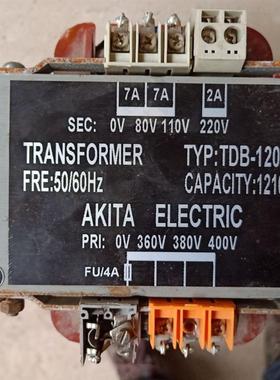 7A 7A 2A
SEC: 0V 80V 110V 220V
TRANSFORMER TYP:TDB-120
FRE:50/60Hz CAPACITY:1210
AKITA ELECTRIC
PRI: 0V 360V 380V 400V
FU/4A